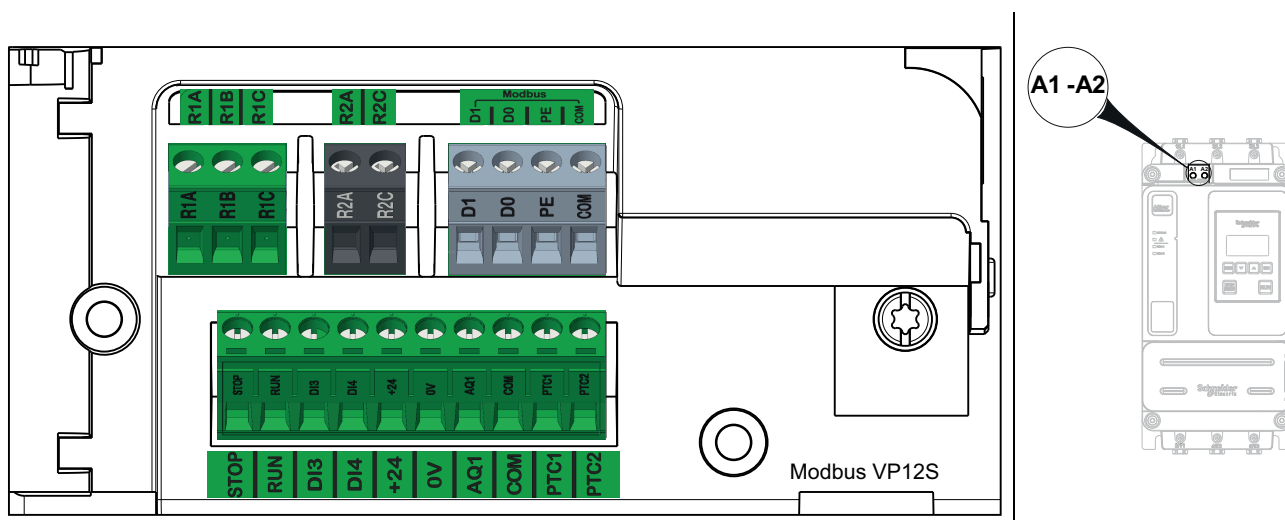 R1A R1B R1C R2A R2C Modbus
D1 D0 PE COM
R1A R1B R1C R2A R2C D1 D0 PE COM
STOP RUN DI3 DI4 +24 0V AQ1 COM PTC1 PTC2
STOP RUN DI3 DI4 +24 0V AQ1 COM PTC1 PTC2
Modbus VP12S
A1 -A2
A1 A2
Schneider
Electric